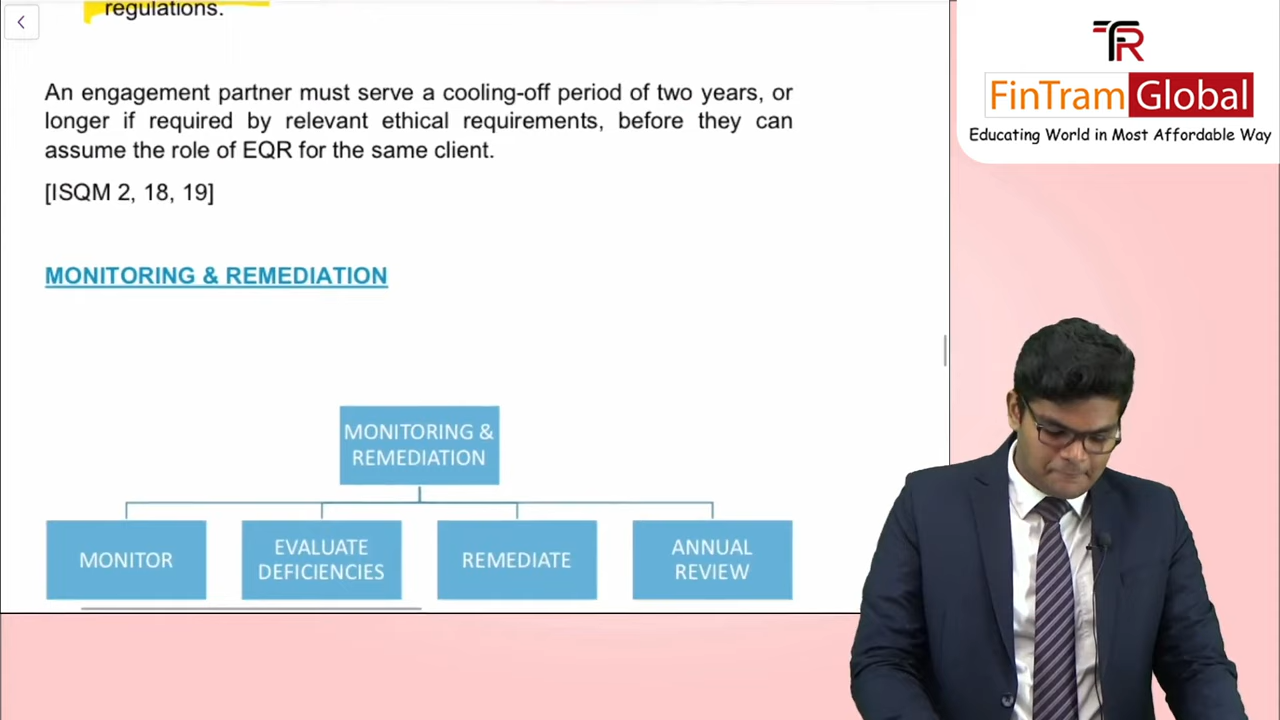 regulations.
An engagement partner must serve a cooling-off period of two years, or
longer if required by relevant ethical requirements, before they can
assume the role of EQR for the same client.
[ISQM 2, 18, 19]
MONITORING & REMEDIATION
MONITORING &
REMEDIATION
MONITOR
EVALUATE
DEFICIENCIES
REMEDIATE
ANNUAL
REVIEW
FinTram Global
Educating World in Most Affordable Way